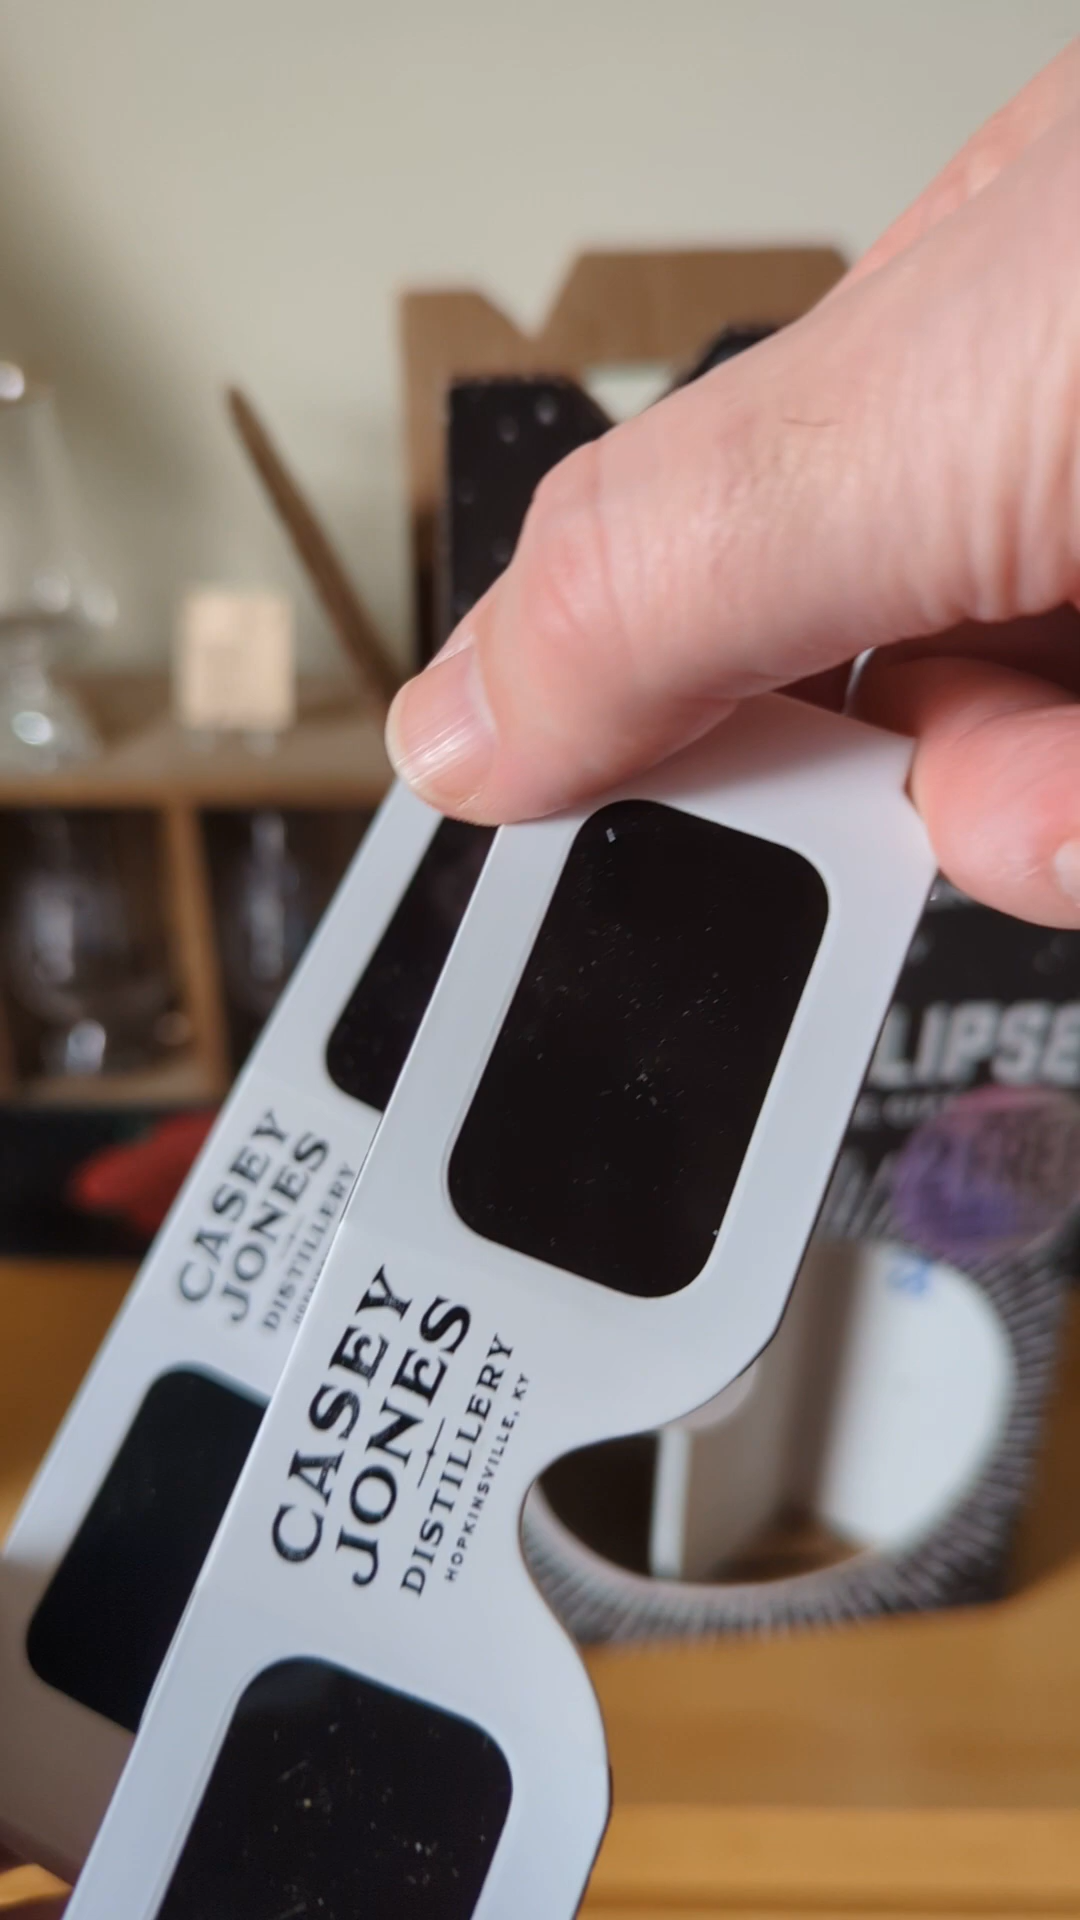 CASEY
JONES
DISTILLERY
CASEY
JONES
DISTILLERY
HOPKINSVILLE, KY
LIPSE